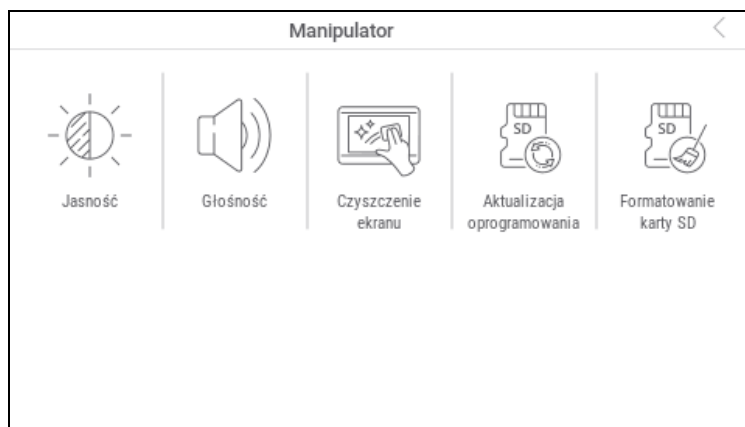 Manipulator
SD
SD
Jasność
Głośność
Czyszczenie
ekranu
Aktualizacja
oprogramowania
Formatowanie
karty SD